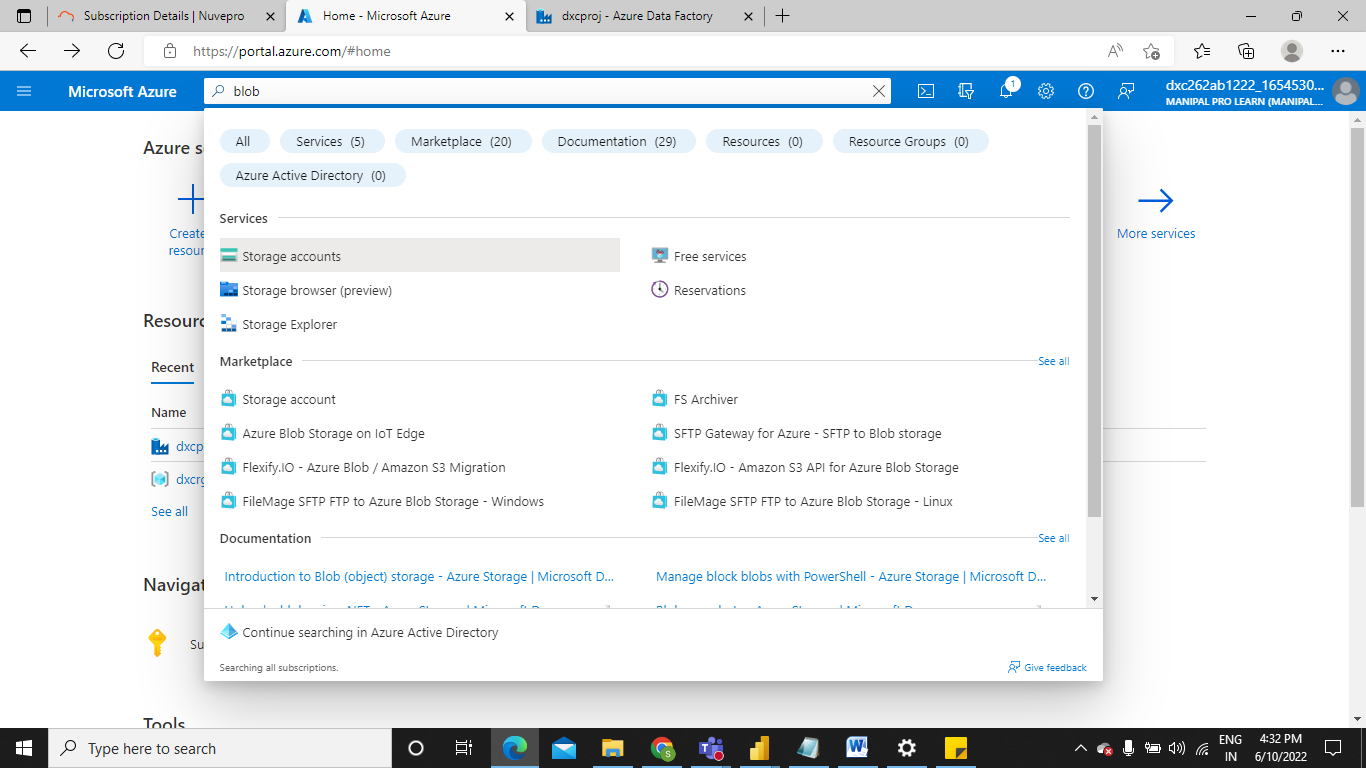 Subscription Details | Nuvepro
Home - Microsoft Azure
dxcproj - Azure Data Factory
https://portal.azure.com/#home
Microsoft Azure
blob
1
dxc262ab1222_1654530...
MANIPAL PRO LEARN (MANIPAL...
All
Services (5)
Marketplace (20)
Documentation (29)
Resources (0)
Resource Groups (0)
Azure Active Directory (0)
Azure s
Services
Create
resour
More services
Storage accounts
Free services
Storage browser (preview)
Reservations
Storage Explorer
Resourc
Marketplace
See all
Recent
Storage account
FS Archiver
Name
Azure Blob Storage on IoT Edge
SFTP Gateway for Azure - SFTP to Blob storage
dxcp
Flexify.IO - Azure Blob / Amazon S3 Migration
Flexify.IO - Amazon S3 API for Azure Blob Storage
dxcrg
FileMage SFTP FTP to Azure Blob Storage - Windows
FileMage SFTP FTP to Azure Blob Storage - Linux
See all
Documentation
See all
Introduction to Blob (object) storage - Azure Storage | Microsoft D...
Manage block blobs with PowerShell - Azure Storage | Microsoft D...
Navigat
Su
Continue searching in Azure Active Directory
Searching all subscriptions.
Give feedback
Tools
Type here to search
ENG
IN
4:32 PM
6/10/2022